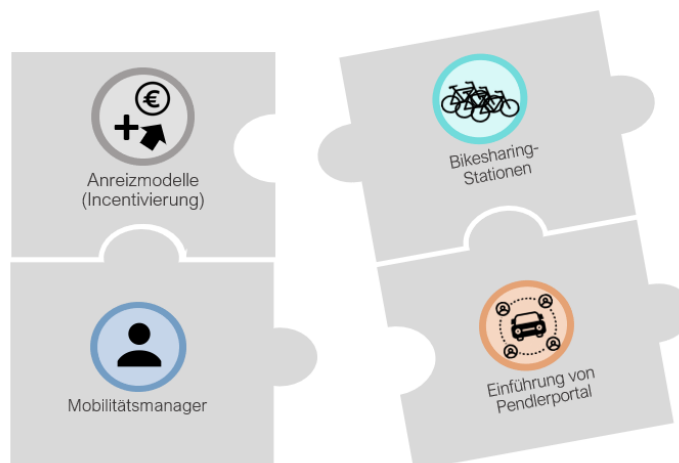 €
Anreizmodelle
(Incentivierung)
Bikesharing-
Stationen
Mobilitätsmanager
Einführung von
Pendlerportal